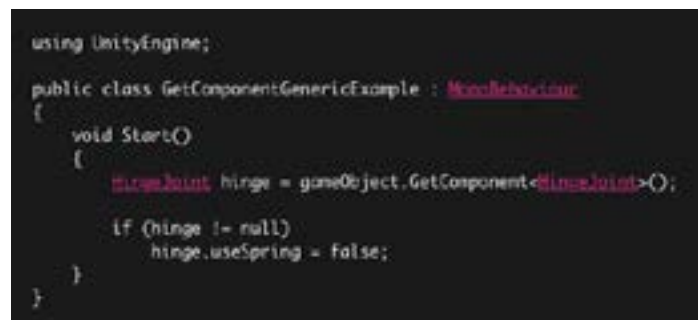 using UnityEngine;
public class GetComponentGenericExample : MonoBehaviour
{
void Start()
{
HingeJoint hinge = gameObject.GetComponent<HingeJoint>();
if (hinge != null)
hinge.useSpring = false;
}
}